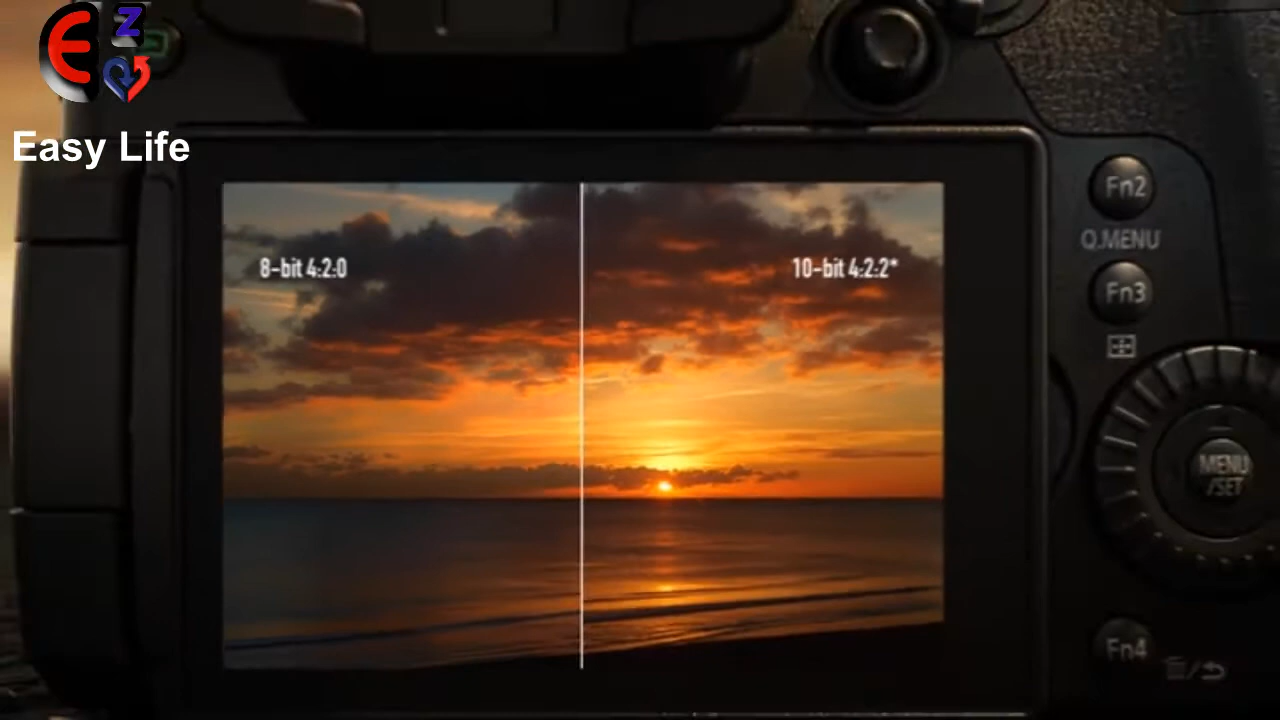 Easy Life
8-bit 4:2:0
10-bit 4:2:2*
Fn2
Q.MENU
Fn3
MENU
/SET
Fn4